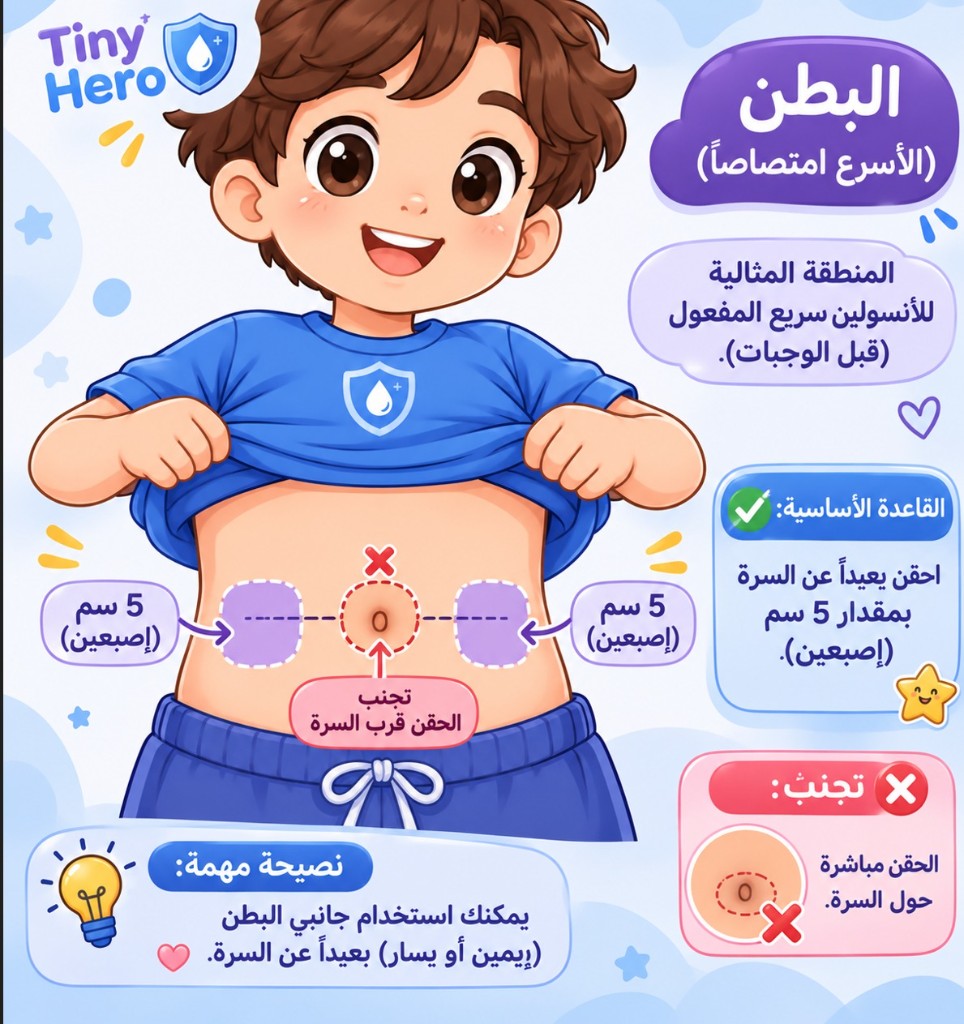 Tiny
Hero
البطن
(الأسرع امتصاصاً)
المنطقة المثالية
للأنسولين سريع المفعول
(قبل الوجبات).
القاعدة الأساسية:
احقن بعيداً عن السرة
بمقدار 5 سم
(إصبعين).
5 سم
(إصبعين)
5 سم
(إصبعين)
تجنب
الحقن قرب السرة
تجنب:
الحقن مباشرة
حول السرة.
نصيحة مهمة:
يمكنك استخدام جانبي البطن
(يمين أو يسار) بعيداً عن السرة.